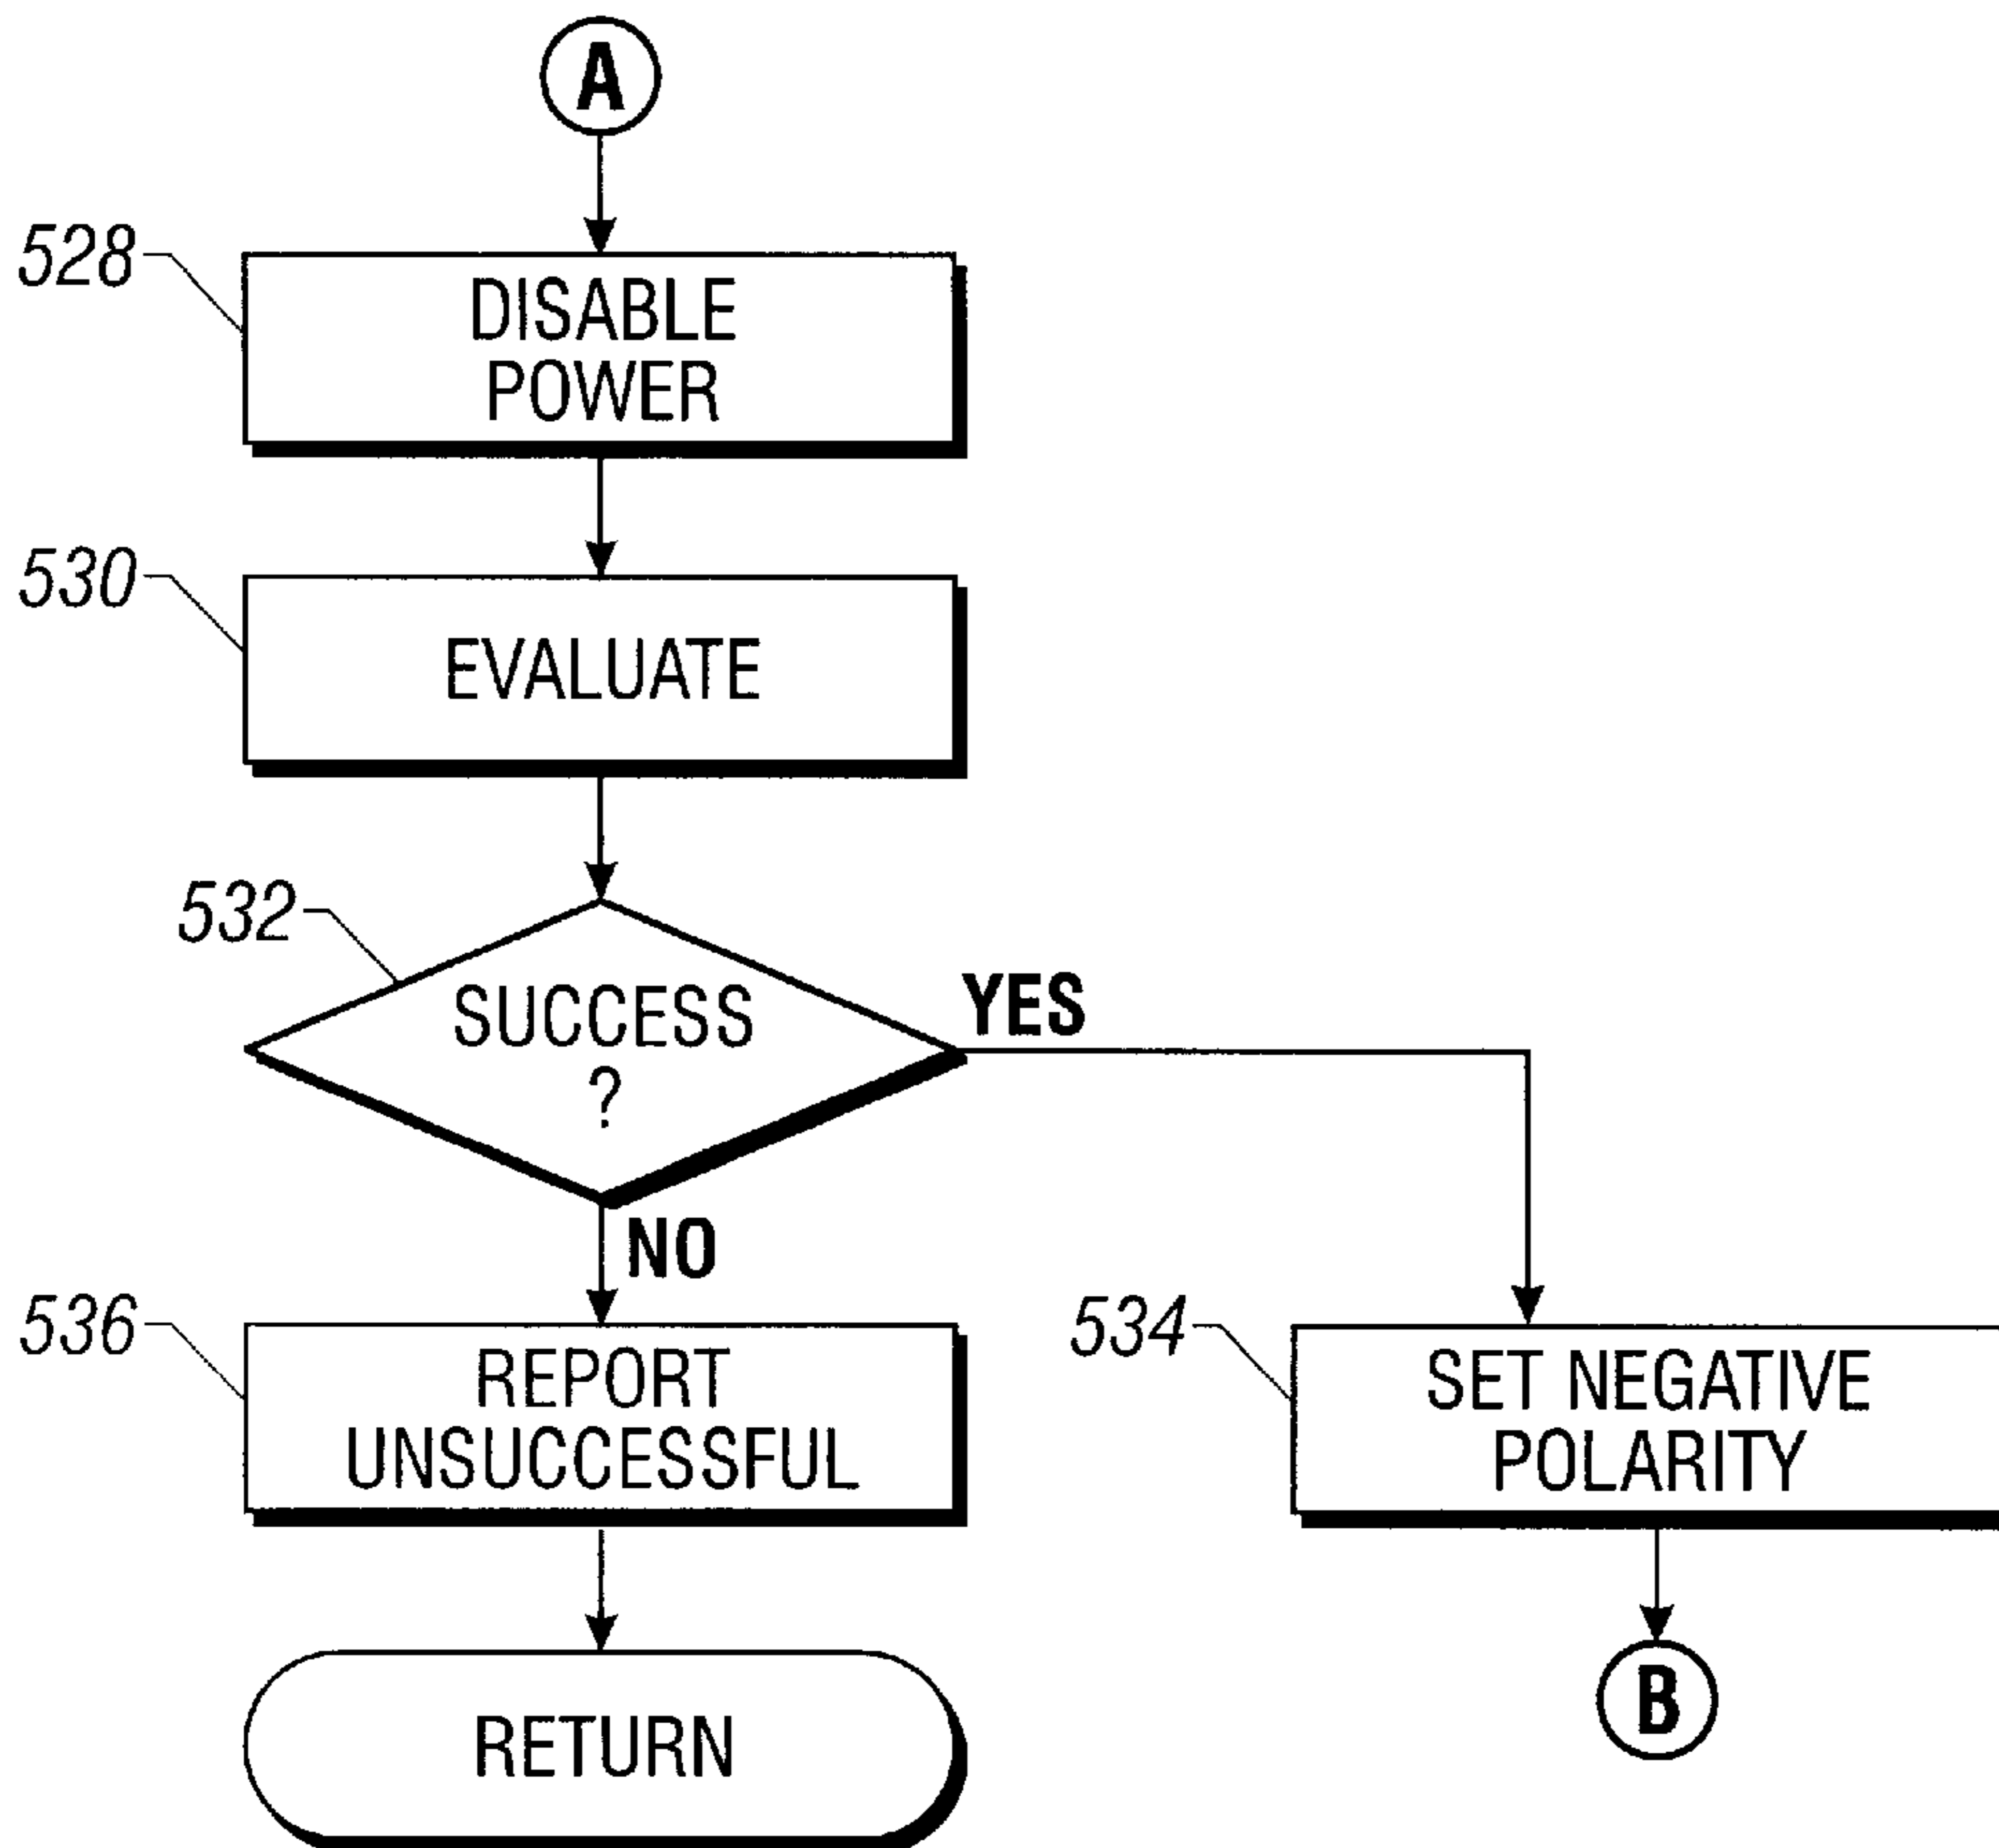 A
528
DISABLE
POWER
530
EVALUATE
532
SUCCESS
?
YES
NO
536
REPORT
UNSUCCESSFUL
534
SET NEGATIVE
POLARITY
RETURN
B